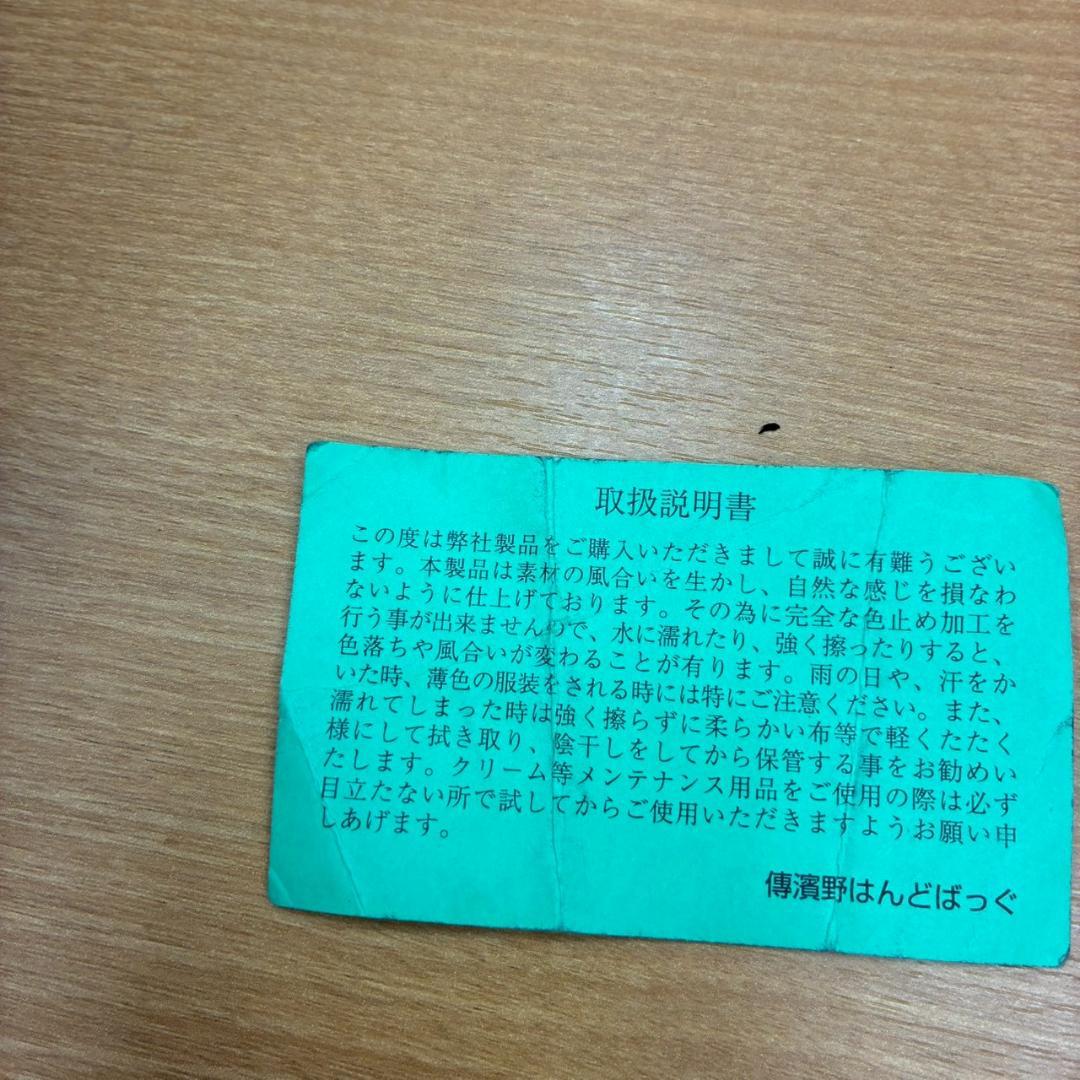 取扱説明書
この度は弊社製品をご購入いただきまして誠に有難うござい
ます。本製品は素材の風合いを生かし、自然な感じを損なわ
ないように仕上げております。その為に完全な色止め加工を
行う事が出来ませんので、水に濡れたり、強く擦ったりすると、
色落ちや風合いが変わることが有ります。雨の日や、汗をか
いた時、薄色の服装をされる時には特にご注意ください。また、
濡れてしまった時は強く擦らずに柔らかい布等で軽くたたく
様にして拭き取り、陰干しをしてから保管する事をお勧めい
たします。クリーム等メンテナンス用品をご使用の際は必ず
目立たない所で試してからご使用いただきますようお願い申
しあげます。
傳濱野はんどばっぐ